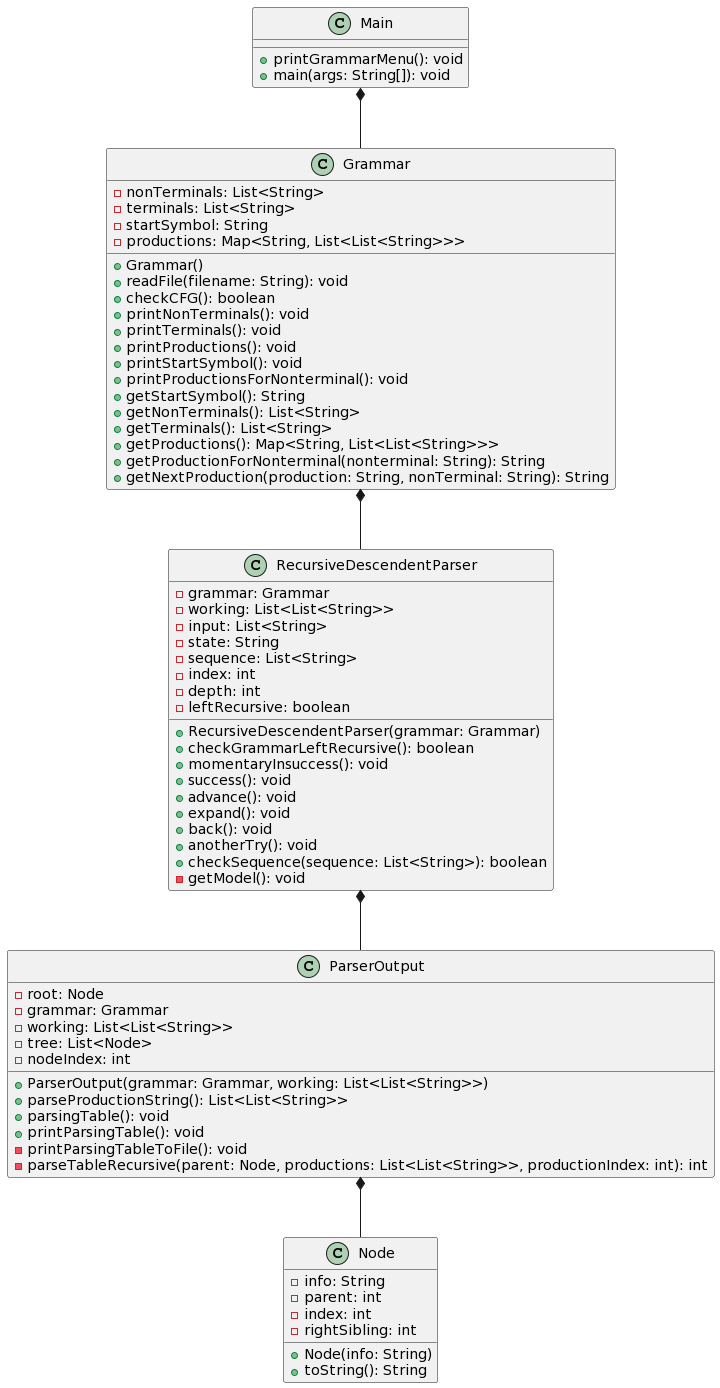 C Main
printGrammarMenu(): void
main(args: String[]): void
C Grammar
nonTerminals: List<String>
terminals: List<String>
startSymbol: String
productions: Map<String, List<List<String>>>
Grammar()
readFile(filename: String): void
checkCFG(): boolean
printNonTerminals(): void
printTerminals(): void
printProductions(): void
printStartSymbol(): void
printProductionsForNonterminal(): void
getStartSymbol(): String
getNonTerminals(): List<String>
getTerminals(): List<String>
getProductions(): Map<String, List<List<String>>>
getProductionForNonterminal(nonterminal: String): String
getNextProduction(production: String, nonTerminal: String): String
C RecursiveDescendentParser
grammar: Grammar
working: List<List<String>>
input: List<String>
state: String
sequence: List<String>
index: int
depth: int
leftRecursive: boolean
RecursiveDescendentParser(grammar: Grammar)
checkGrammarLeftRecursive(): boolean
momentaryInsuccess(): void
success(): void
advance(): void
expand(): void
back(): void
anotherTry(): void
checkSequence(sequence: List<String>): boolean
getModel(): void
C ParserOutput
root: Node
grammar: Grammar
working: List<List<String>>
tree: List<Node>
nodeIndex: int
ParserOutput(grammar: Grammar, working: List<List<String>>)
parseProductionString(): List<List<String>>
parsingTable(): void
printParsingTable(): void
printParsingTableToFile(): void
parseTableRecursive(parent: Node, productions: List<List<String>>, productionIndex: int): int
C Node
info: String
parent: int
index: int
rightSibling: int
Node(info: String)
toString(): String